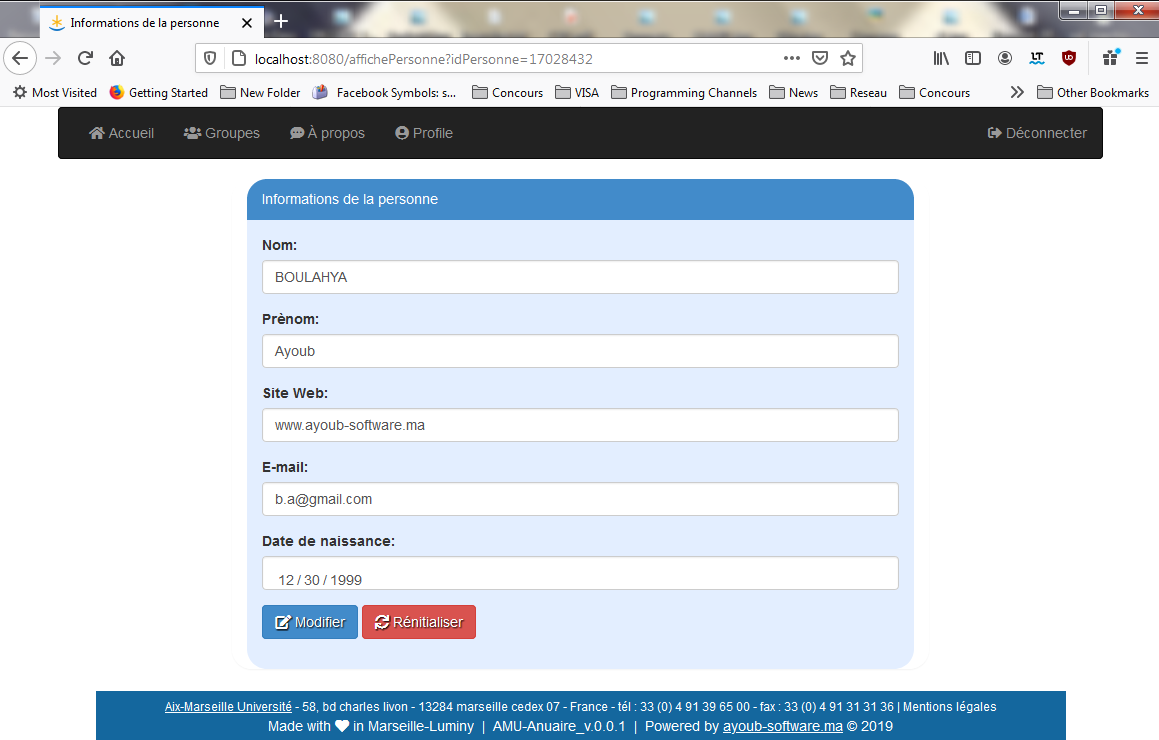 Informations de la personne
localhost:8080/affichePersonne?idPersonne=17028432
Most Visited Getting Started New Folder Facebook Symbols: s... Concours VISA Programming Channels News Reseau Concours Other Bookmarks
Accueil Groupes À propos Profile Déconnecter
Informations de la personne
Nom:
BOULAHYA
Prènom:
Ayoub
Site Web:
www.ayoub-software.ma
E-mail:
b.a@gmail.com
Date de naissance:
12 / 30 / 1999
Modifier Rénitialiser
Aix-Marseille Université - 58, bd charles livon - 13284 marseille cedex 07 - France - tél : 33 (0) 4 91 39 65 00 - fax : 33 (0) 4 91 31 31 36 | Mentions légales
Made with in Marseille-Luminy | AMU-Anuaire_v.0.0.1 | Powered by ayoub-software.ma © 2019